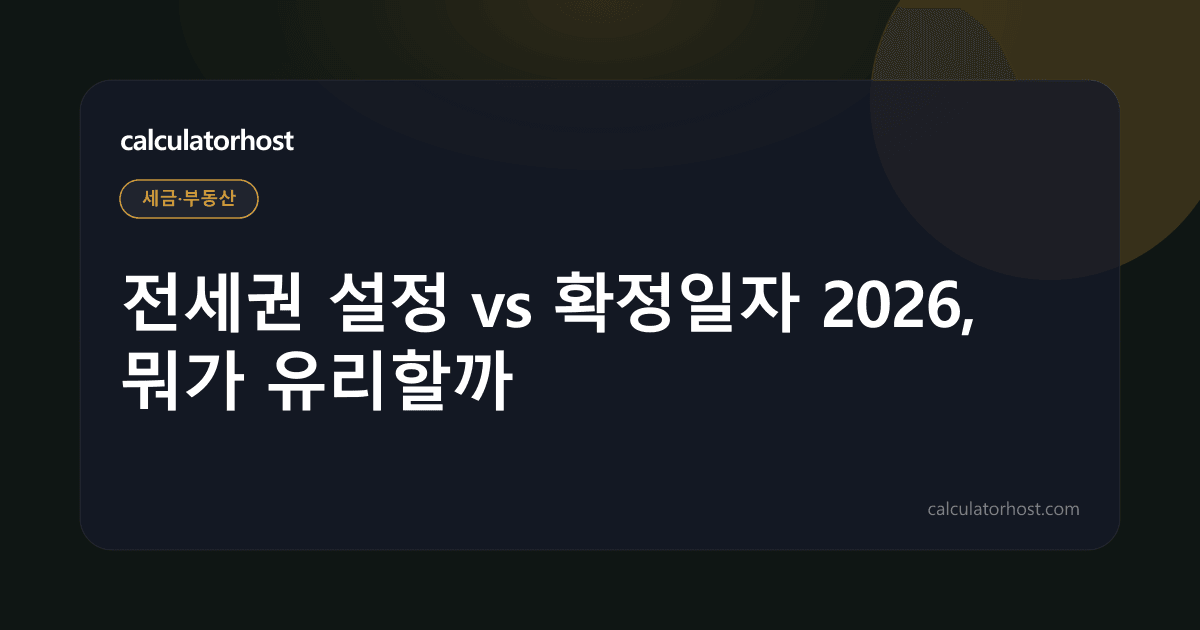 calculatorhost
세금·부동산
전세권 설정 vs 확정일자 2026,
뭐가 유리할까
calculatorhost.com